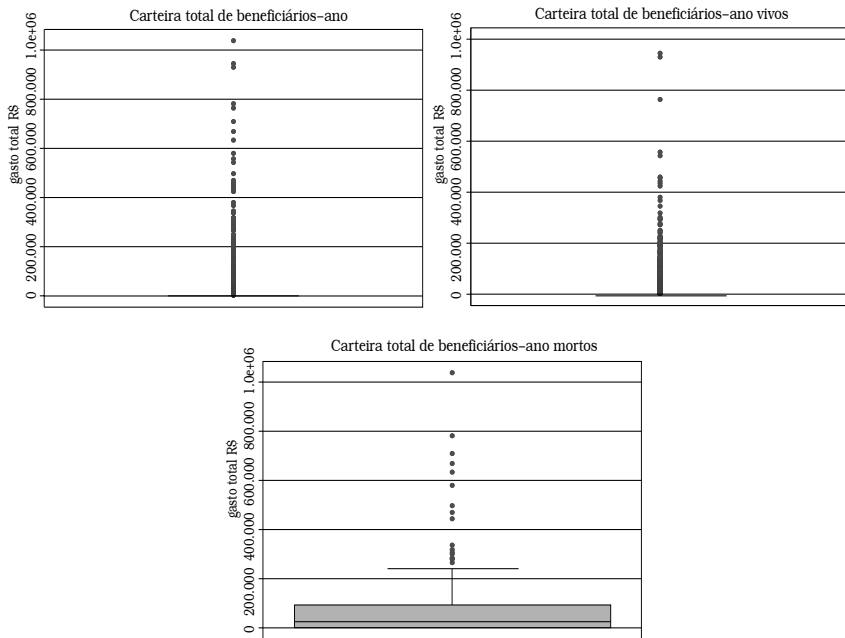 Carteira total de beneficiários–ano
gasto total R$
0
200.000
400.000
600.000
800.000
1.0e+06
Carteira total de beneficiários–ano vivos
gasto total R$
0
200.000
400.000
600.000
800.000
1.0e+06
Carteira total de beneficiários–ano mortos
gasto total R$
0
200.000
400.000
600.000
800.000
1.0e+06